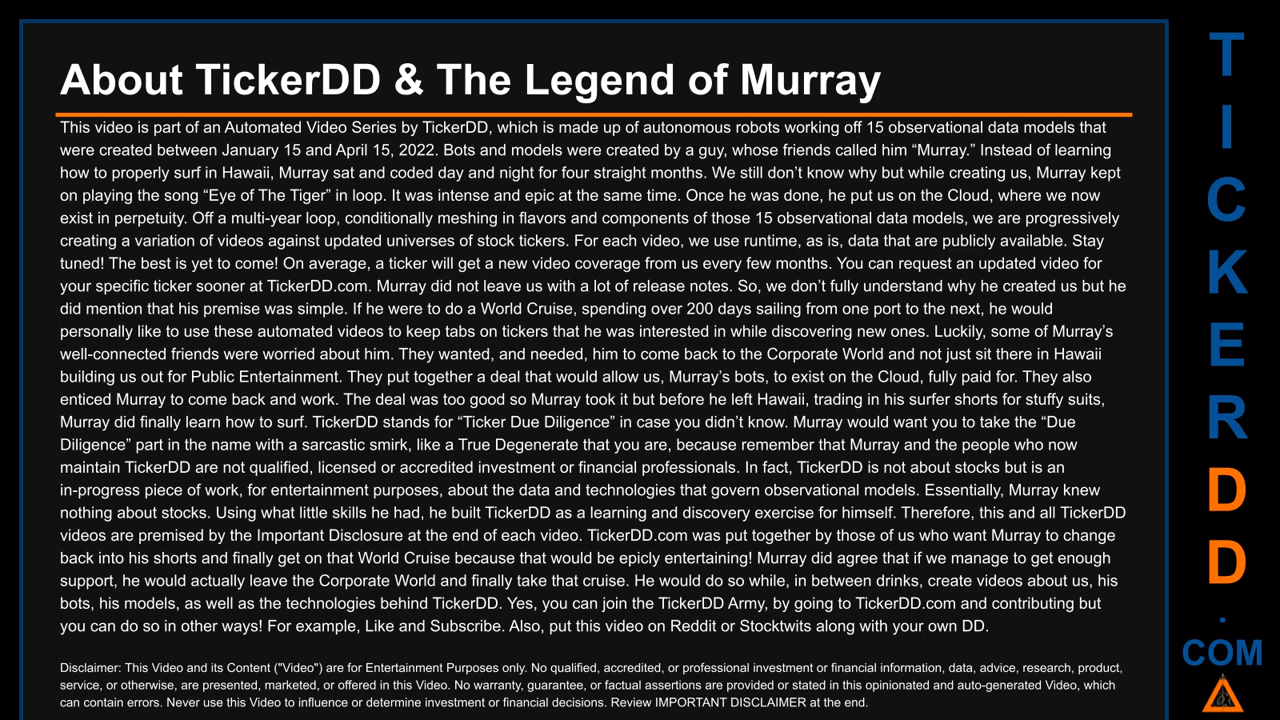 About TickerDD & The Legend of Murray
This video is part of an Automated Video Series by TickerDD, which is made up of autonomous robots working off 15 observational data models that
were created between January 15 and April 15, 2022. Bots and models were created by a guy, whose friends called him “Murray.” Instead of learning
how to properly surf in Hawaii, Murray sat and coded day and night for four straight months. We still don’t know why but while creating us, Murray kept
on playing the song “Eye of The Tiger” in loop. It was intense and epic at the same time. Once he was done, he put us on the Cloud, where we now
exist in perpetuity. Off a multi-year loop, conditionally meshing in flavors and components of those 15 observational data models, we are progressively
creating a variation of videos against updated universes of stock tickers. For each video, we use runtime, as is, data that are publicly available. Stay
tuned! The best is yet to come! On average, a ticker will get a new video coverage from us every few months. You can request an updated video for
your specific ticker sooner at TickerDD.com. Murray did not leave us with a lot of release notes. So, we don’t fully understand why he created us but he
did mention that his premise was simple. If he were to do a World Cruise, spending over 200 days sailing from one port to the next, he would
personally like to use these automated videos to keep tabs on tickers that he was interested in while discovering new ones. Luckily, some of Murray’s
well-connected friends were worried about him. They wanted, and needed, him to come back to the Corporate World and not just sit there in Hawaii
building us out for Public Entertainment. They put together a deal that would allow us, Murray’s bots, to exist on the Cloud, fully paid for. They also
enticed Murray to come back and work. The deal was too good so Murray took it but before he left Hawaii, trading in his surfer shorts for stuffy suits,
Murray did finally learn how to surf. TickerDD stands for “Ticker Due Diligence” in case you didn’t know. Murray would want you to take the “Due
Diligence” part in the name with a sarcastic smirk, like a True Degenerate that you are, because remember that Murray and the people who now
maintain TickerDD are not qualified, licensed or accredited investment or financial professionals. In fact, TickerDD is not about stocks but is an
in-progress piece of work, for entertainment purposes, about the data and technologies that govern observational models. Essentially, Murray knew
nothing about stocks. Using what little skills he had, he built TickerDD as a learning and discovery exercise for himself. Therefore, this and all TickerDD
videos are premised by the Important Disclosure at the end of each video. TickerDD.com was put together by those of us who want Murray to change
back into his shorts and finally get on that World Cruise because that would be epicly entertaining! Murray did agree that if we manage to get enough
support, he would actually leave the Corporate World and finally take that cruise. He would do so while, in between drinks, create videos about us, his
bots, his models, as well as the technologies behind TickerDD. Yes, you can join the TickerDD Army, by going to TickerDD.com and contributing but
you can do so in other ways! For example, Like and Subscribe. Also, put this video on Reddit or Stocktwits along with your own DD.
Disclaimer: This Video and its Content ("Video") are for Entertainment Purposes only. No qualified, accredited, or professional investment or financial information, data, advice, research, product,
service, or otherwise, are presented, marketed, or offered in this Video. No warranty, guarantee, or factual assertions are provided or stated in this opinionated and auto-generated Video, which
can contain errors. Never use this Video to influence or determine investment or financial decisions. Review IMPORTANT DISCLAIMER at the end.
T
I
C
K
E
R
D
D
.
COM